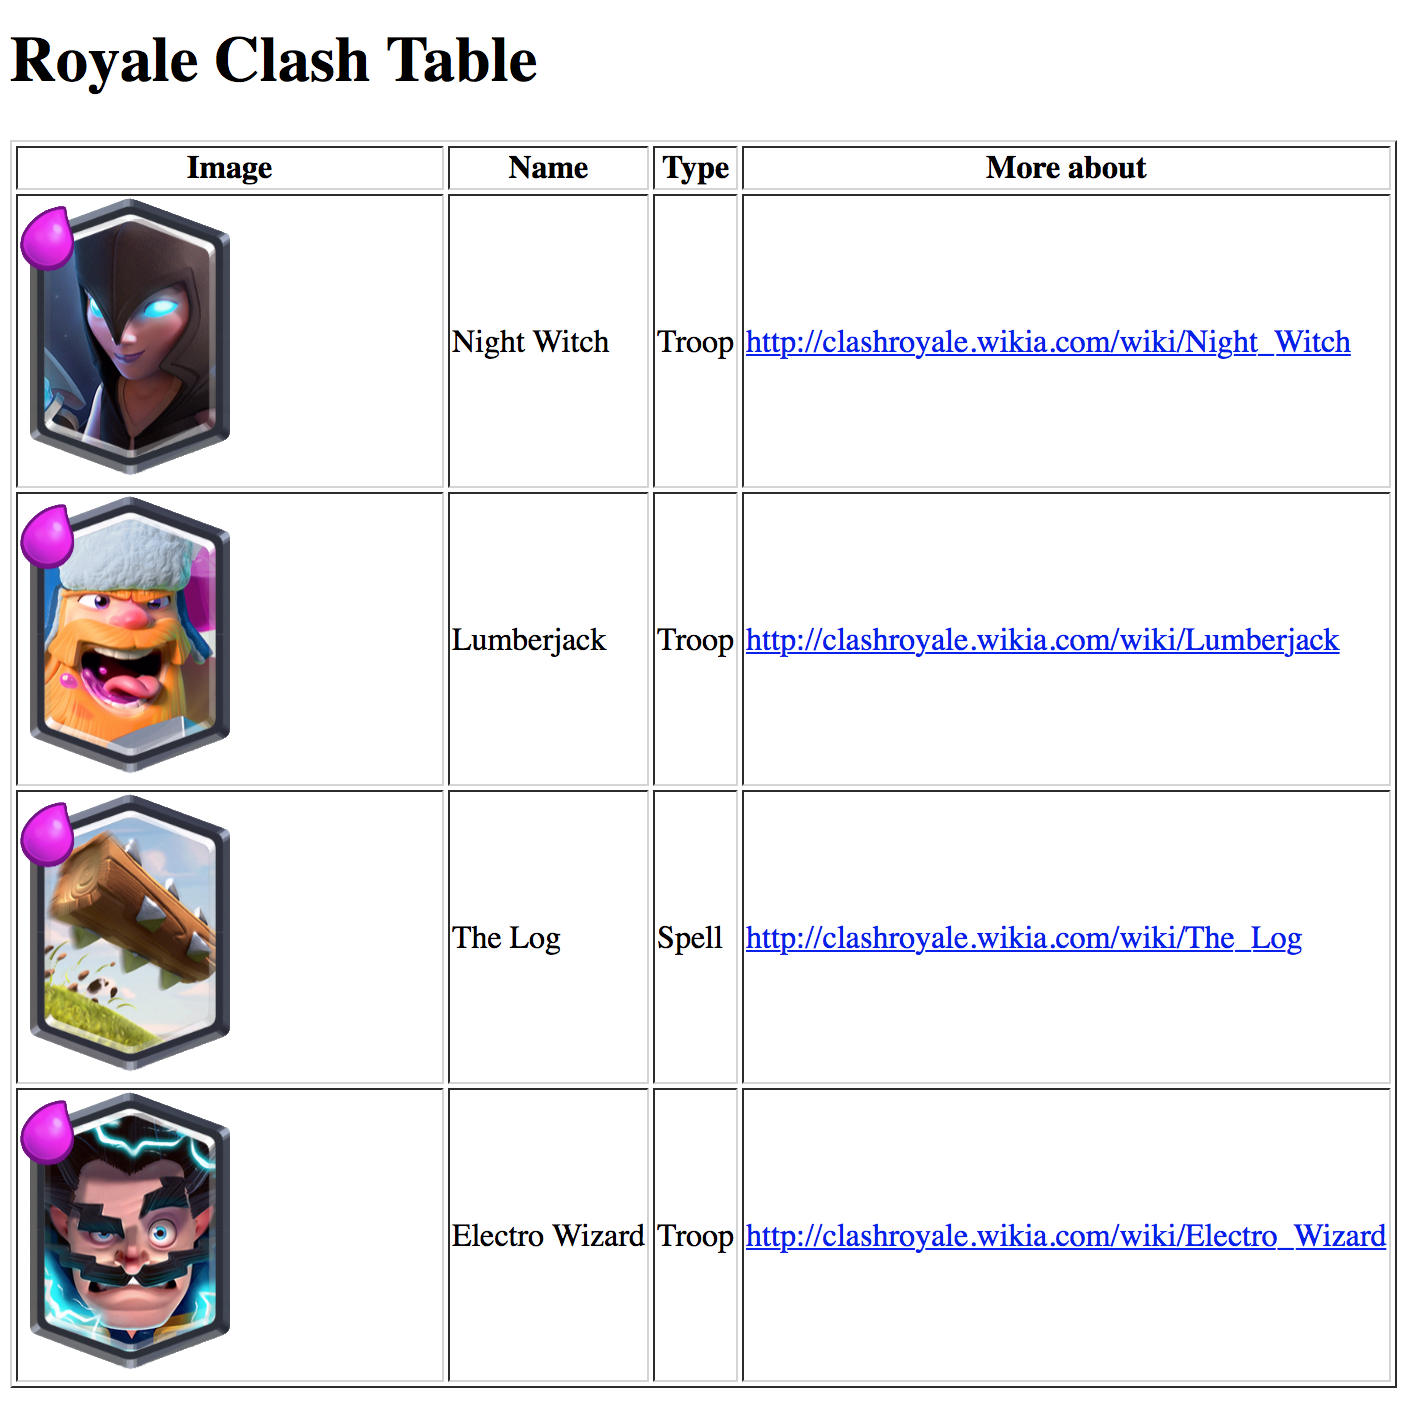 Royale Clash Table
Image Name Type More about
Night Witch Troop http://clashroyale.wikia.com/wiki/Night_Witch
Lumberjack Troop http://clashroyale.wikia.com/wiki/Lumberjack
The Log Spell http://clashroyale.wikia.com/wiki/The_Log
Electro Wizard Troop http://clashroyale.wikia.com/wiki/Electro_Wizard